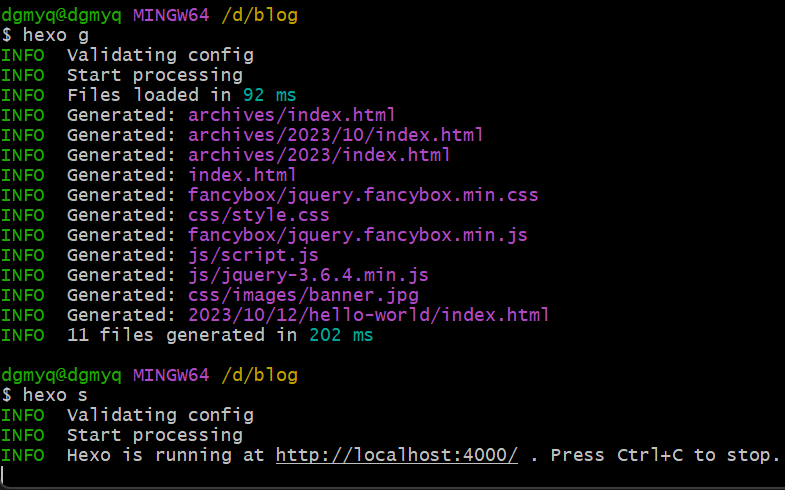 dgmyq@dgmyq MINGW64 /d/blog
$ hexo g
INFO  Validating config
INFO  Start processing
INFO  Files loaded in 92 ms
INFO  Generated: archives/index.html
INFO  Generated: archives/2023/10/index.html
INFO  Generated: archives/2023/index.html
INFO  Generated: index.html
INFO  Generated: fancybox/jquery.fancybox.min.css
INFO  Generated: css/style.css
INFO  Generated: fancybox/jquery.fancybox.min.js
INFO  Generated: js/script.js
INFO  Generated: js/jquery-3.6.4.min.js
INFO  Generated: css/images/banner.jpg
INFO  Generated: 2023/10/12/hello-world/index.html
INFO  11 files generated in 202 ms
dgmyq@dgmyq MINGW64 /d/blog
$ hexo s
INFO  Validating config
INFO  Start processing
INFO  Hexo is running at http://localhost:4000/ . Press Ctrl+C to stop.